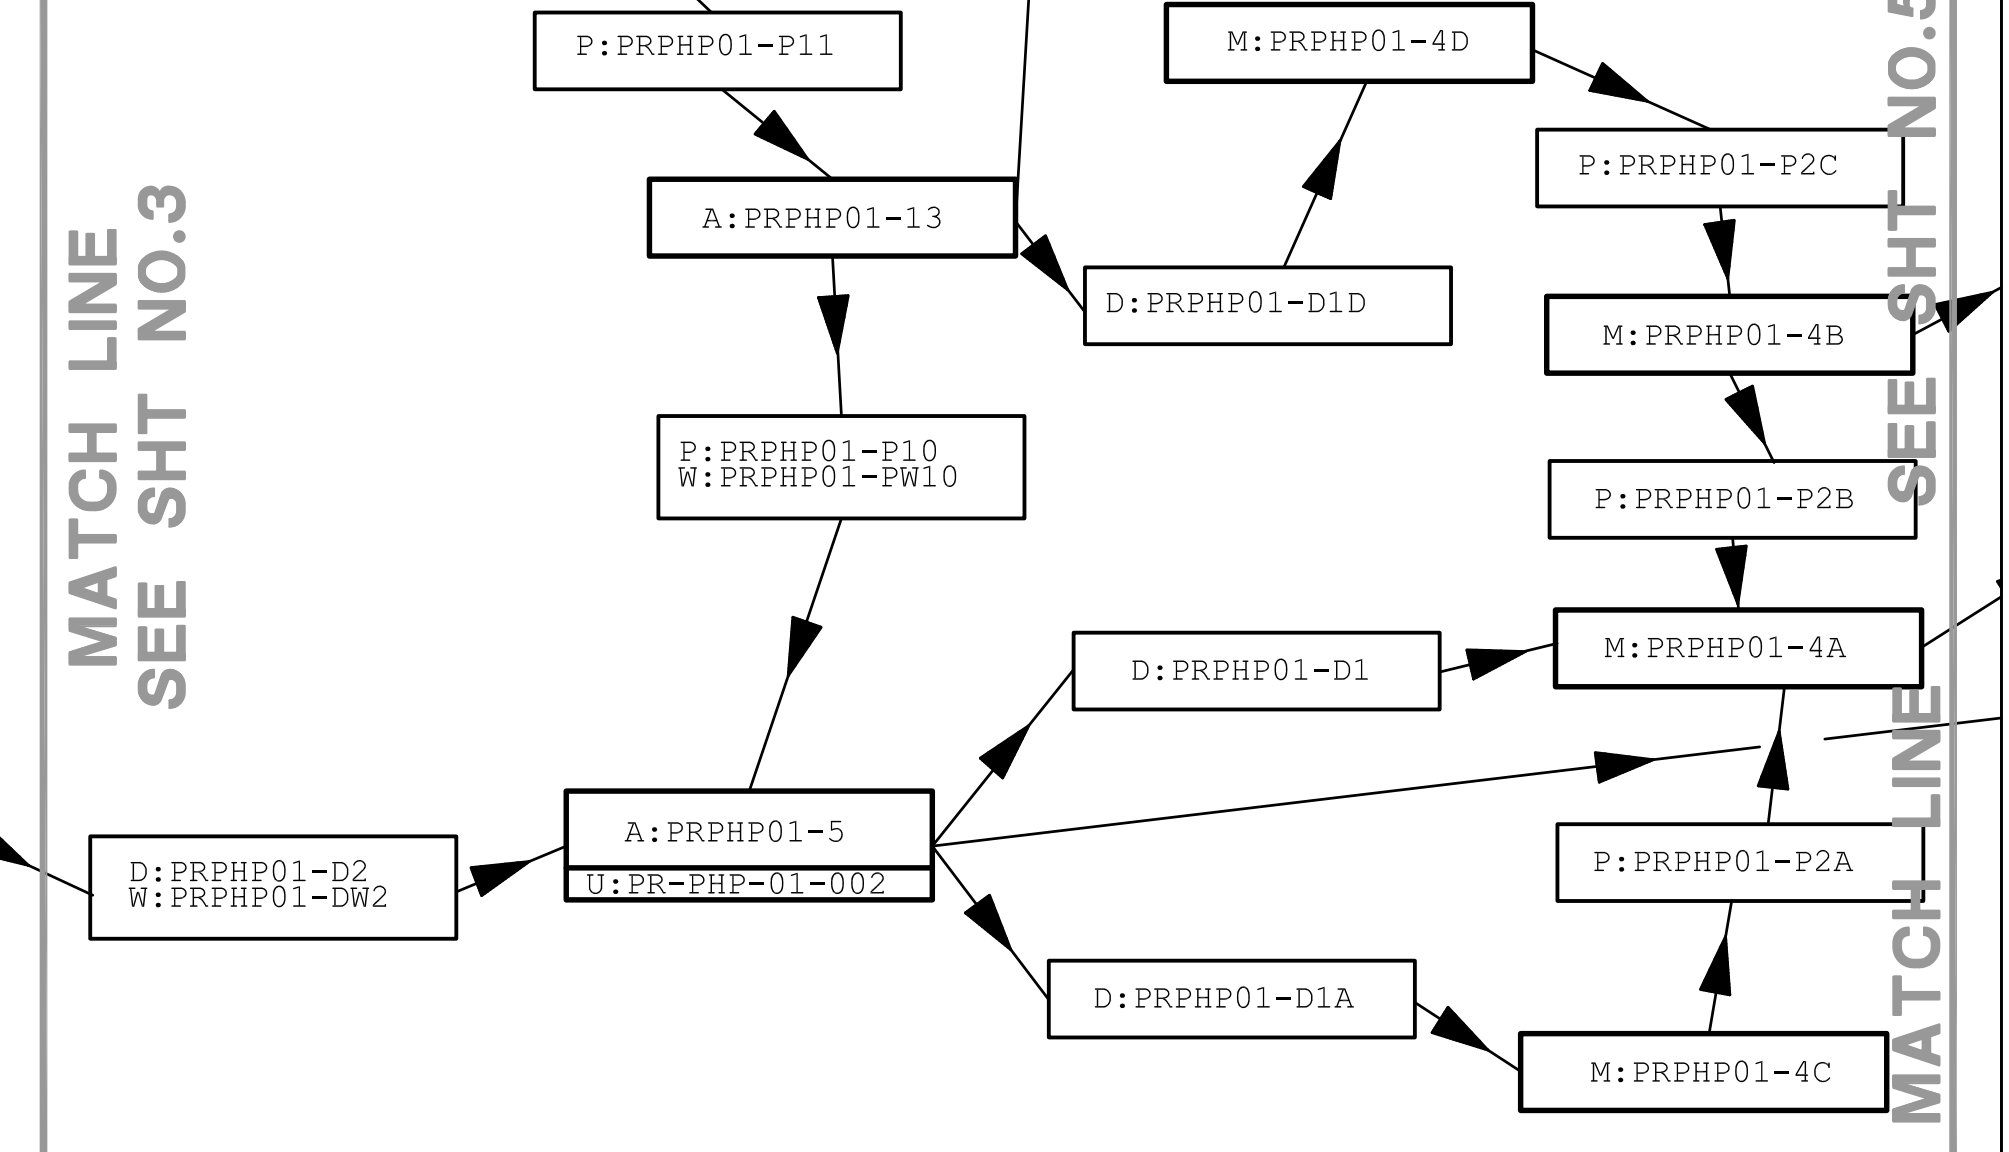 P:PRPHP01-P11
M:PRPHP01-4D
P:PRPHP01-P2C
A:PRPHP01-13
D:PRPHP01-D1D
M:PRPHP01-4B
P:PRPHP01-P10
W:PRPHP01-PW10
P:PRPHP01-P2B
D:PRPHP01-D1
M:PRPHP01-4A
A:PRPHP01-5
U:PR-PHP-01-002
D:PRPHP01-D2
W:PRPHP01-DW2
P:PRPHP01-P2A
D:PRPHP01-D1A
M:PRPHP01-4C
MATCH LINE
SEE SHT NO.3
MATCH LINE SEE SHT NO.5